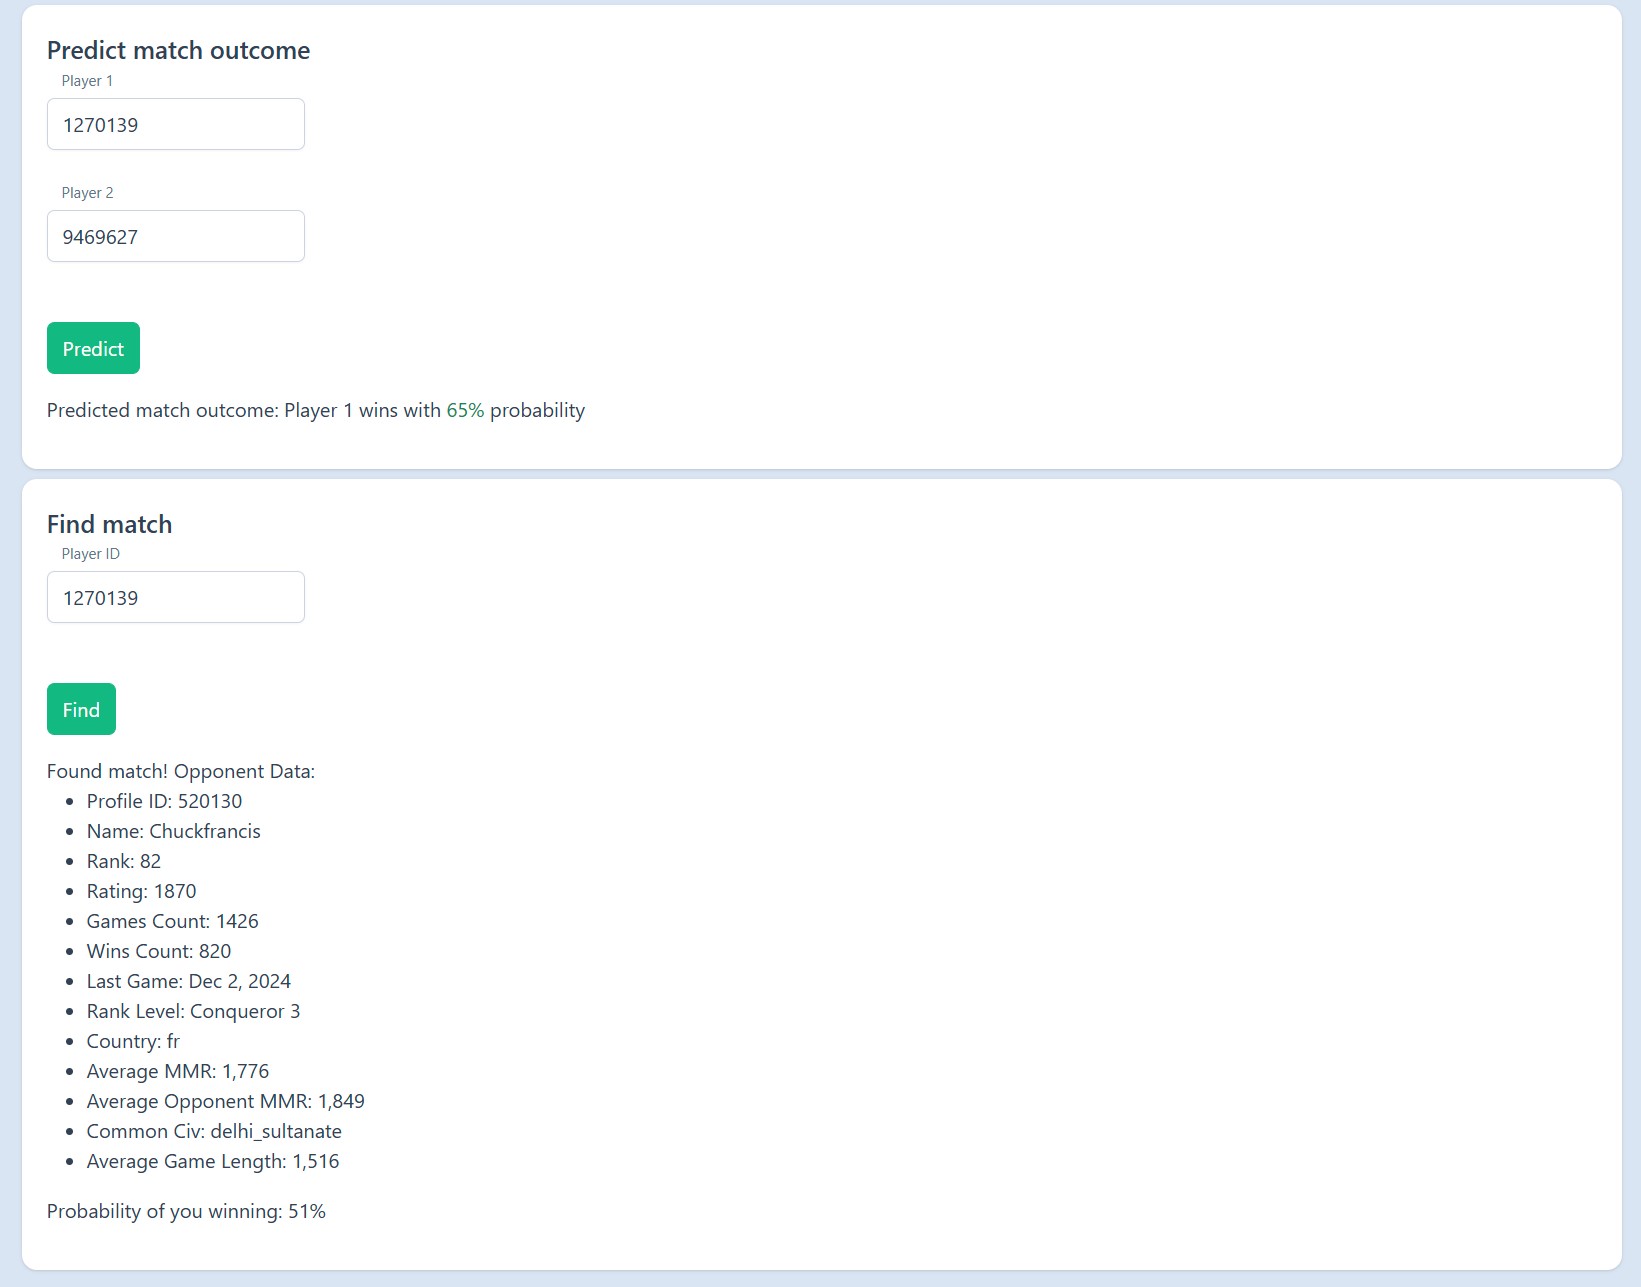 Predict match outcome
Player 1
1270139
Player 2
9469627
Predict
Predicted match outcome: Player 1 wins with 65% probability
Find match
Player ID
1270139
Find
Found match! Opponent Data:
• Profile ID: 520130
• Name: Chuckfrancis
• Rank: 82
• Rating: 1870
• Games Count: 1426
• Wins Count: 820
• Last Game: Dec 2, 2024
• Rank Level: Conqueror 3
• Country: fr
• Average MMR: 1,776
• Average Opponent MMR: 1,849
• Common Civ: delhi_sultanate
• Average Game Length: 1,516
Probability of you winning: 51%